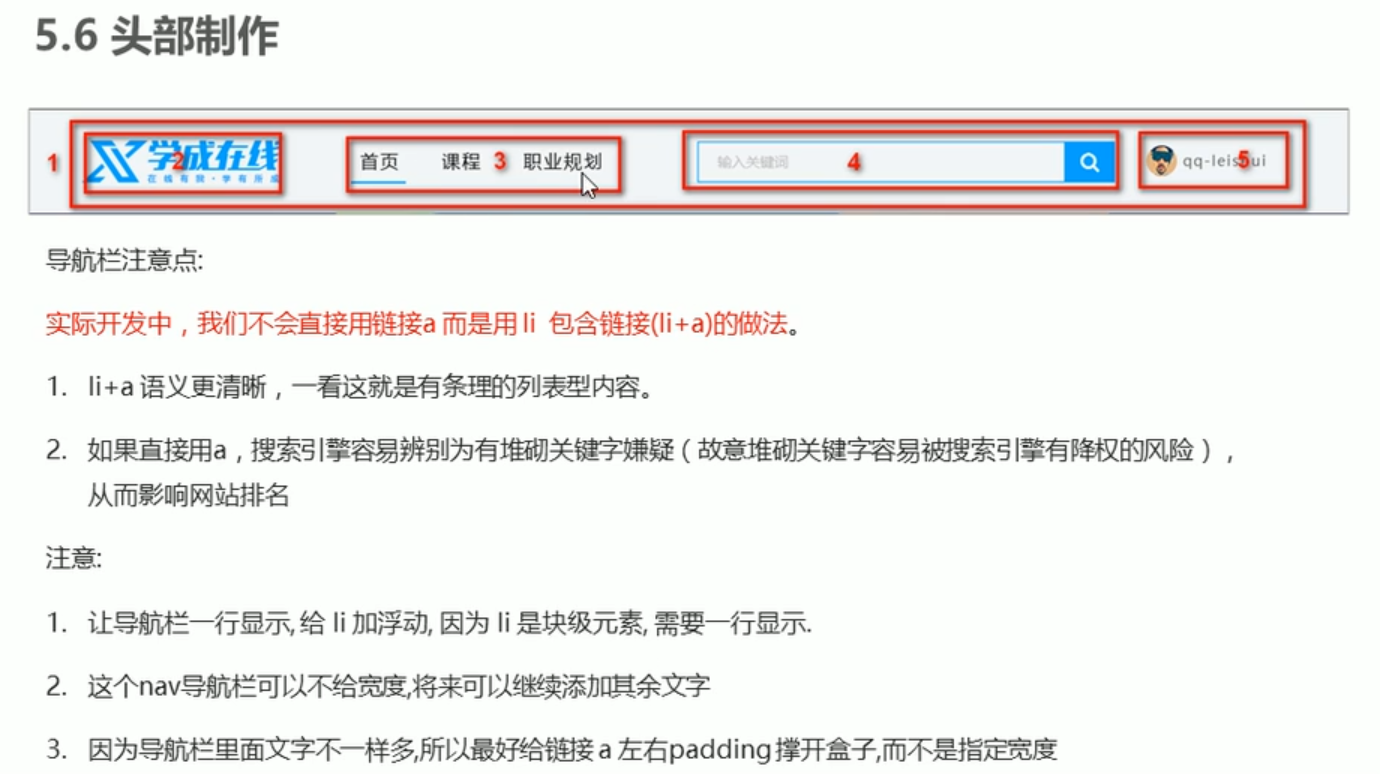 5.6 头部制作
1 学成在线 2 首页 课程 3 职业规划 输入关键词 4 qq-leishui 5
在线有我·学有所成
导航栏注意点:
实际开发中，我们不会直接用链接a 而是用 li 包含链接(li+a)的做法。
1. li+a 语义更清晰，一看这就是有条理的列表型内容。
2. 如果直接用a，搜索引擎容易辨别为有堆砌关键字嫌疑（故意堆砌关键字容易被搜索引擎有降权的风险），
从而影响网站排名
注意:
1. 让导航栏一行显示, 给 li 加浮动, 因为 li 是块级元素, 需要一行显示.
2. 这个nav导航栏可以不给宽度,将来可以继续添加其余文字
3. 因为导航栏里面文字不一样多,所以最好给链接 a 左右padding 撑开盒子,而不是指定宽度